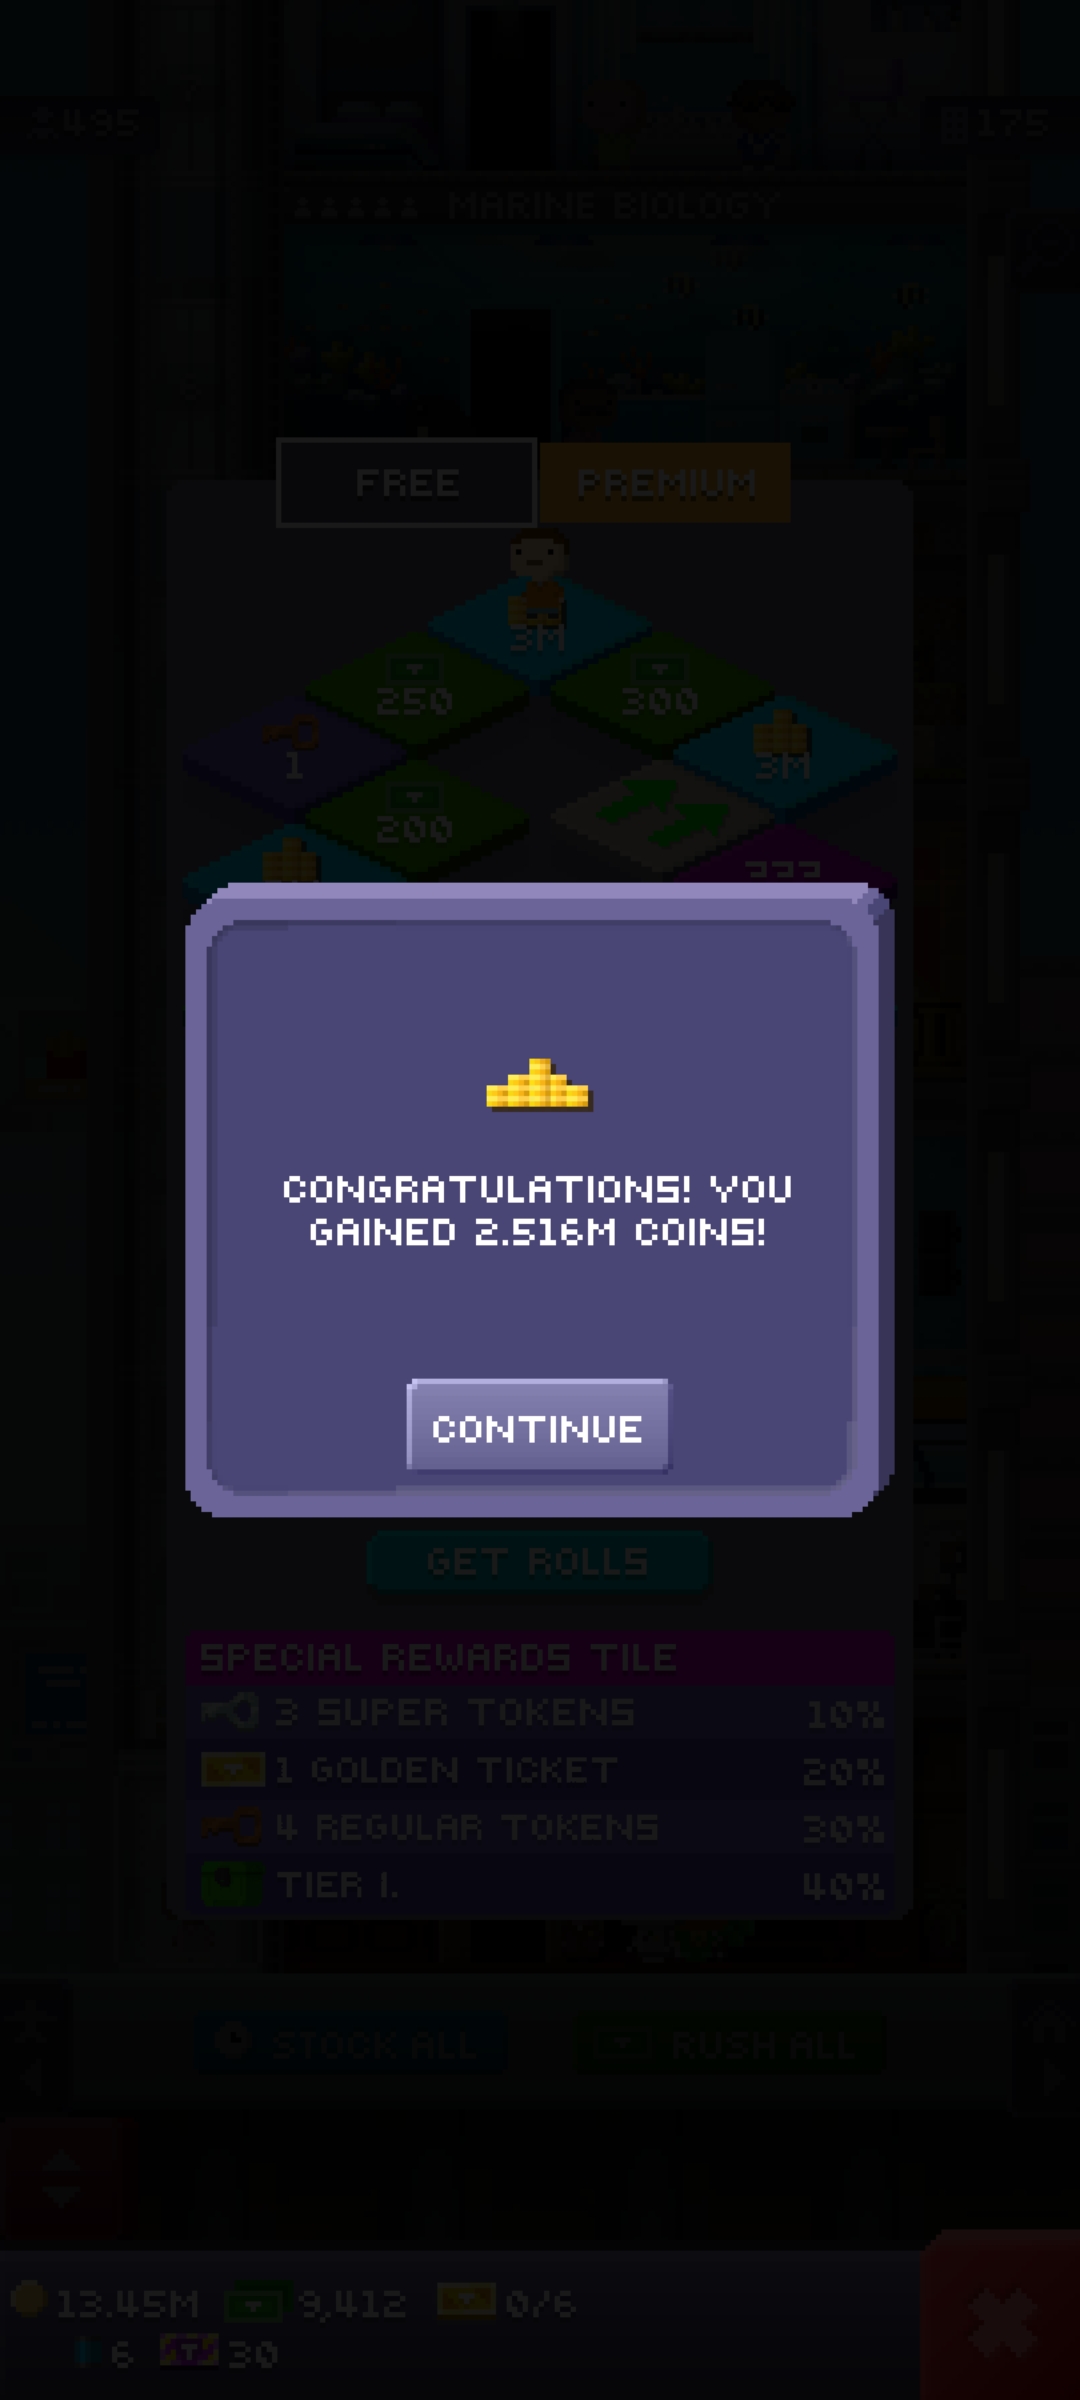 495
175
MARINE BIOLOGY
FREE
PREMIUM
3M
250
300
1
3M
200
???
CONGRATULATIONS! YOU
GAINED 2.516M COINS!
CONTINUE
GET ROLLS
SPECIAL REWARDS TILE
3 SUPER TOKENS 10%
1 GOLDEN TICKET 20%
4 REGULAR TOKENS 30%
TIER 1. 40%
STOCK ALL
RUSH ALL
13.45M 9,412 0/6
6 30